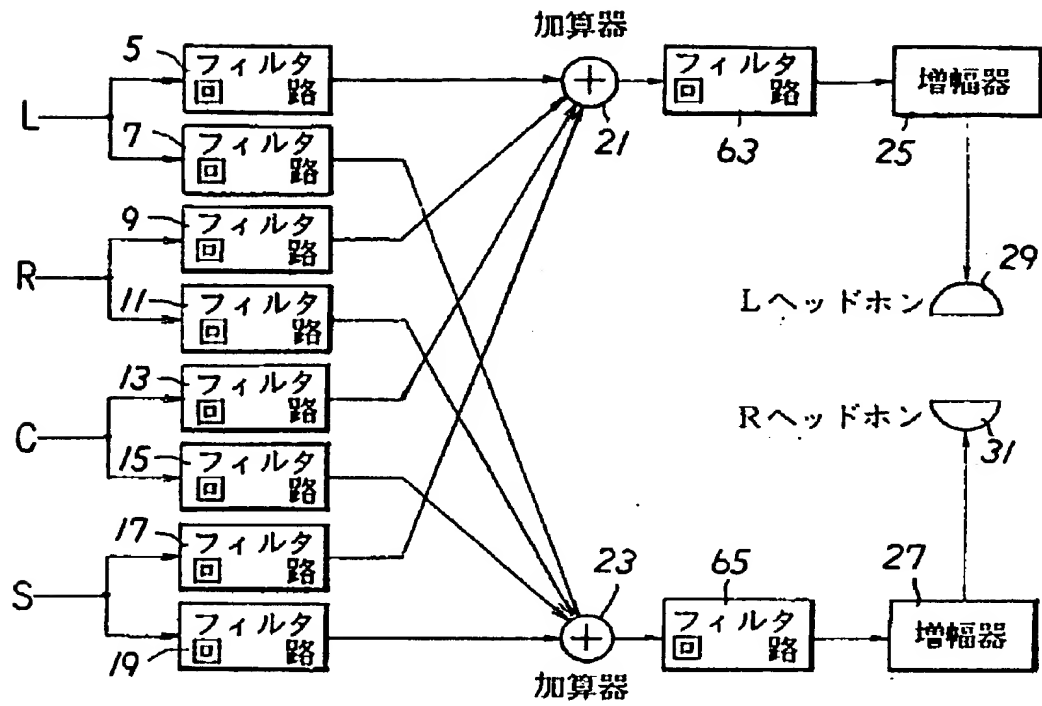 加算器
5
フィルタ
回 路
L
7
フィルタ
回 路
21
フィルタ
回 路
63
増幅器
25
9
フィルタ
回 路
R
11
フィルタ
回 路
29
Lヘッドホン
13
フィルタ
回 路
C
15
フィルタ
回 路
Rヘッドホン
31
17
フィルタ
回 路
S
19
フィルタ
回 路
23
加算器
65
フィルタ
回 路
27
増幅器